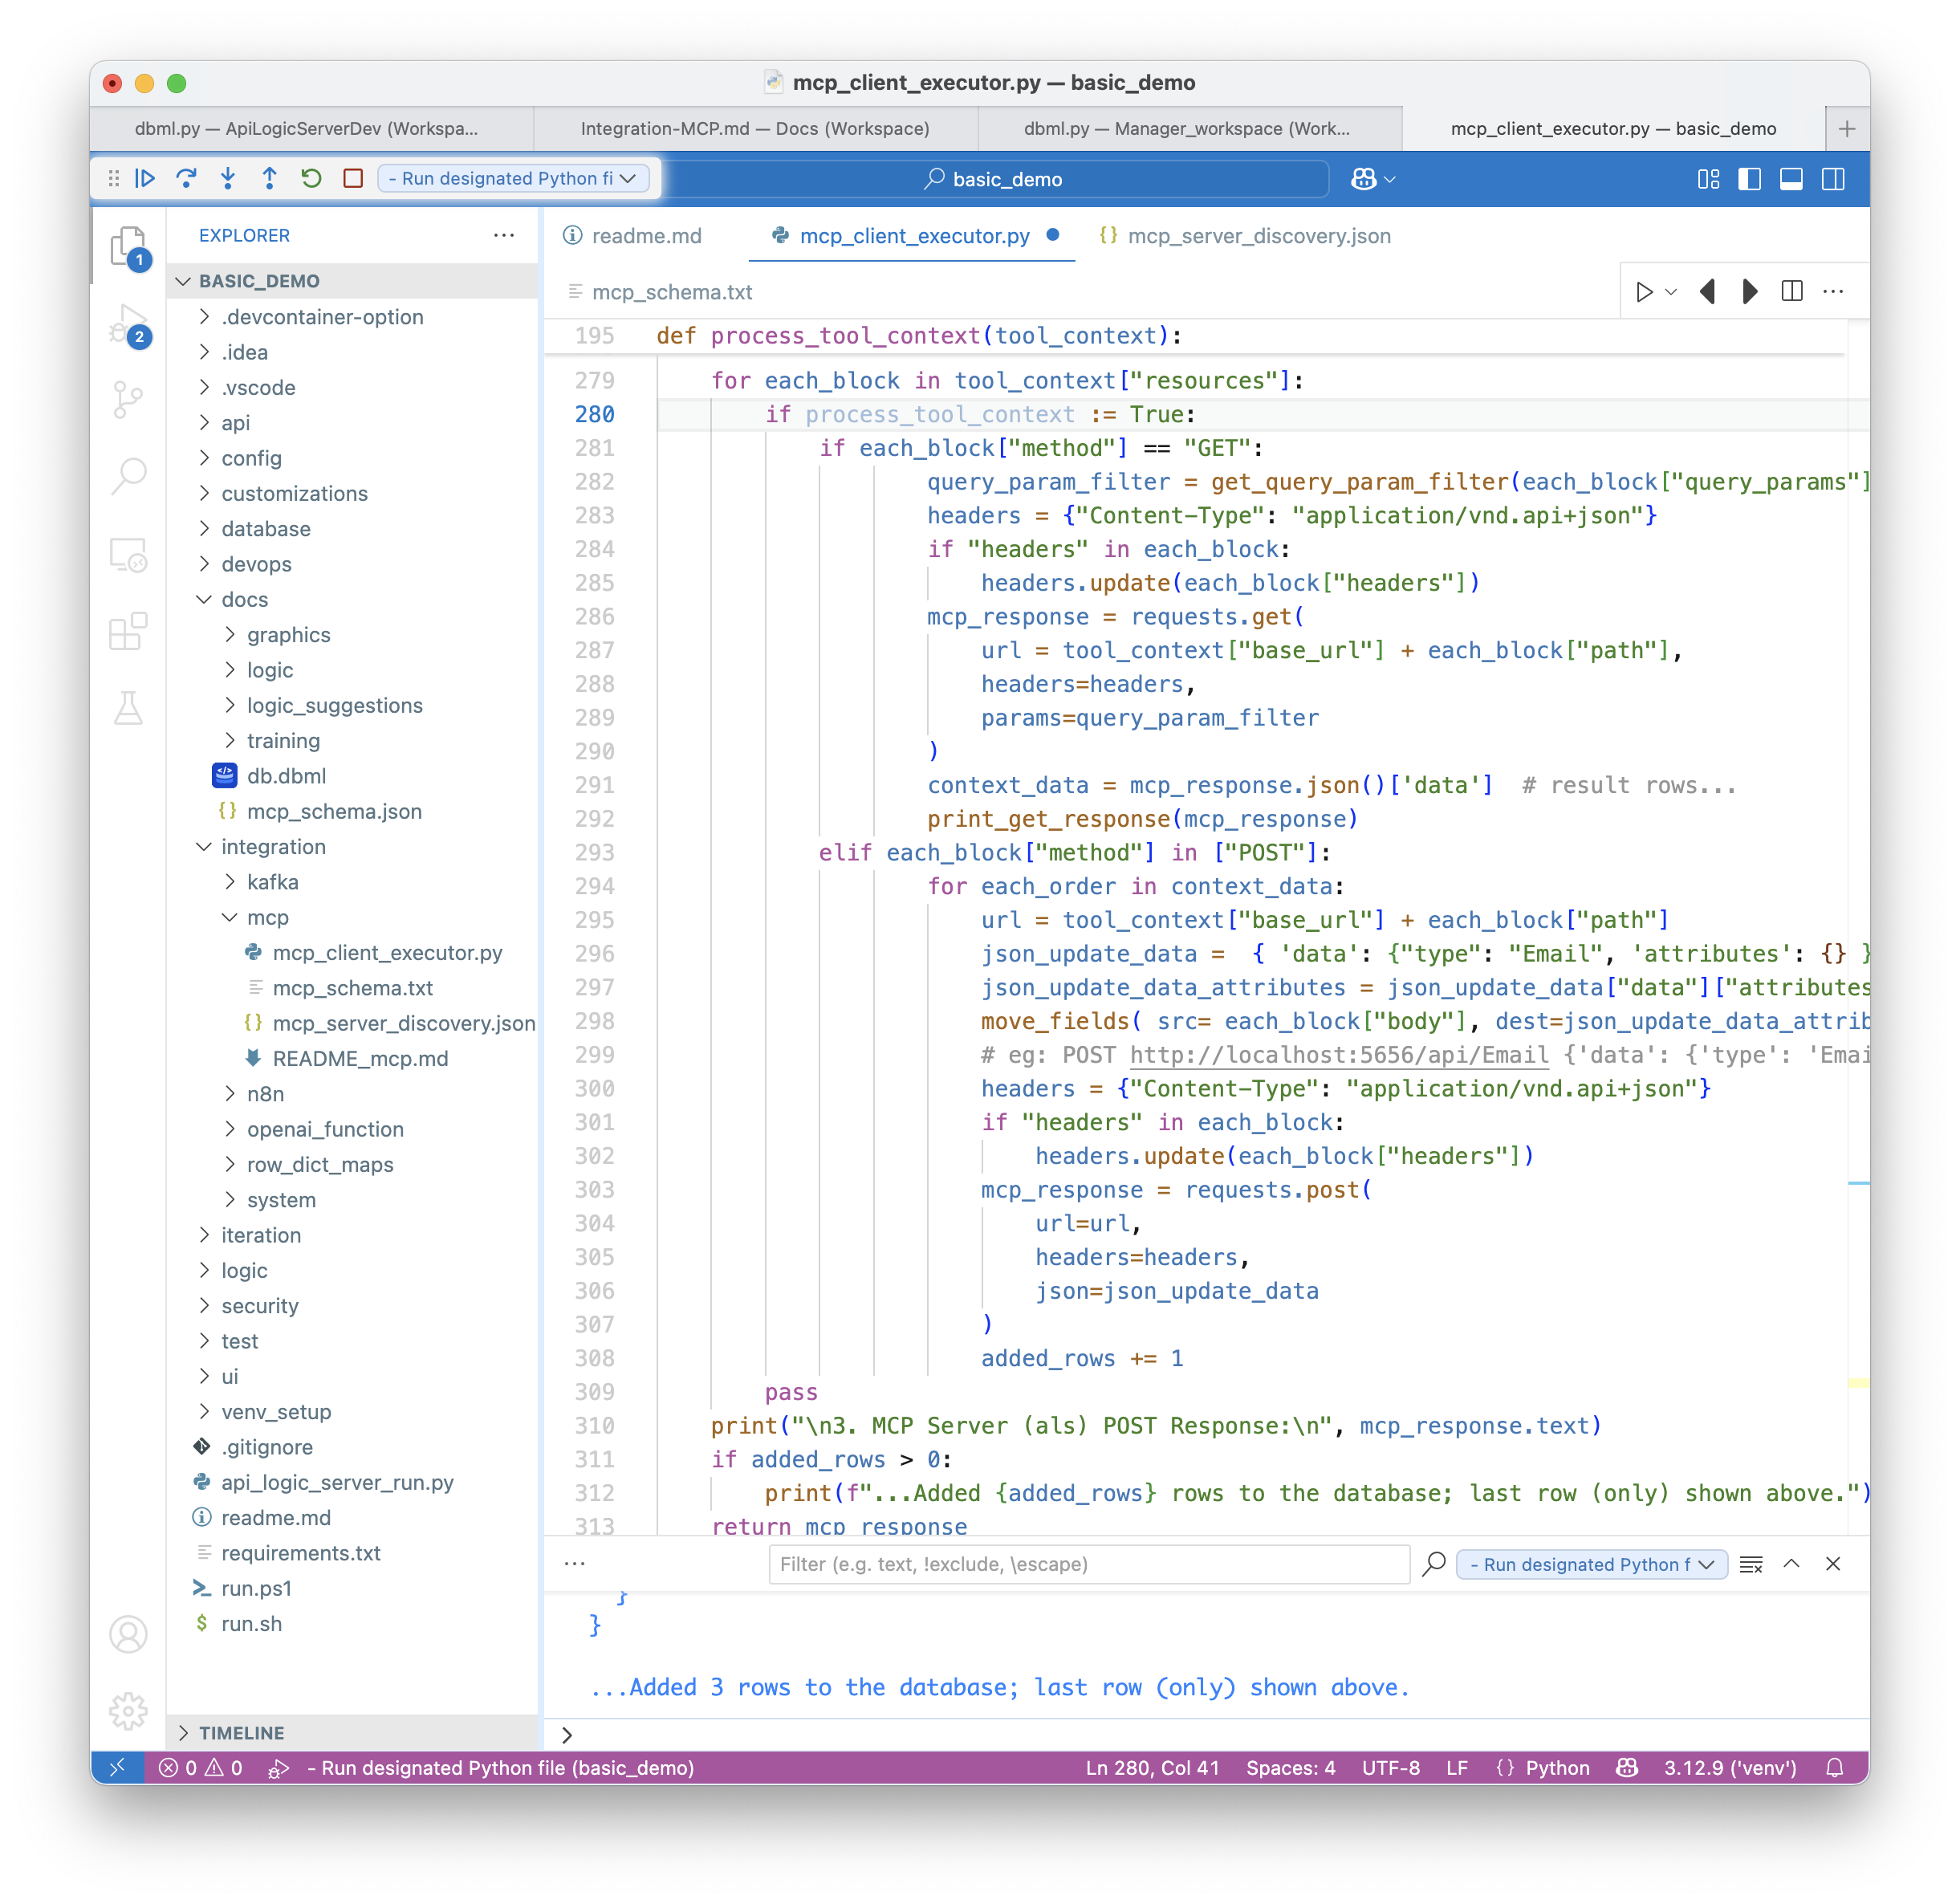 mcp_client_executor.py — basic_demo
dbml.py — ApiLogicServerDev (Workspa...
Integration-MCP.md — Docs (Workspace)
dbml.py — Manager_workspace (Work...
mcp_client_executor.py — basic_demo
- Run designated Python fi
basic_demo
1
2
EXPLORER
BASIC_DEMO
.devcontainer-option
.idea
.vscode
api
config
customizations
database
devops
docs
graphics
logic
logic_suggestions
training
db.dbml
{} mcp_schema.json
integration
kafka
mcp
mcp_client_executor.py
mcp_schema.txt
{} mcp_server_discovery.json
README_mcp.md
n8n
openai_function
row_dict_maps
system
iteration
logic
security
test
ui
venv_setup
.gitignore
api_logic_server_run.py
readme.md
requirements.txt
run.ps1
$ run.sh
TIMELINE
readme.md
mcp_client_executor.py
{} mcp_server_discovery.json
mcp_schema.txt
195 def process_tool_context(tool_context):
279 for each_block in tool_context["resources"]:
280 if process_tool_context := True:
281 if each_block["method"] == "GET":
282 query_param_filter = get_query_param_filter(each_block["query_params"]
283 headers = {"Content-Type": "application/vnd.api+json"}
284 if "headers" in each_block:
285 headers.update(each_block["headers"])
286 mcp_response = requests.get(
287 url = tool_context["base_url"] + each_block["path"],
288 headers=headers,
289 params=query_param_filter
290 )
291 context_data = mcp_response.json()['data']  # result rows...
292 print_get_response(mcp_response)
293 elif each_block["method"] in ["POST"]:
294 for each_order in context_data:
295 url = tool_context["base_url"] + each_block["path"]
296 json_update_data =  { 'data': {"type": "Email", 'attributes': {} }
297 json_update_data_attributes = json_update_data["data"]["attributes
298 move_fields( src= each_block["body"], dest=json_update_data_attrib
299 # eg: POST http://localhost:5656/api/Email {'data': {'type': 'Emai
300 headers = {"Content-Type": "application/vnd.api+json"}
301 if "headers" in each_block:
302 headers.update(each_block["headers"])
303 mcp_response = requests.post(
304 url=url,
305 headers=headers,
306 json=json_update_data
307 )
308 added_rows += 1
309 pass
310 print("\n3. MCP Server (als) POST Response:\n", mcp_response.text)
311 if added_rows > 0:
312 print(f"...Added {added_rows} rows to the database; last row (only) shown above.")
313 return mcp_response
Filter (e.g. text, !exclude, \escape)
- Run designated Python f
}
}
...Added 3 rows to the database; last row (only) shown above.
0 0 - Run designated Python file (basic_demo)
Ln 280, Col 41 Spaces: 4 UTF-8 LF {} Python 3.12.9 ('venv')